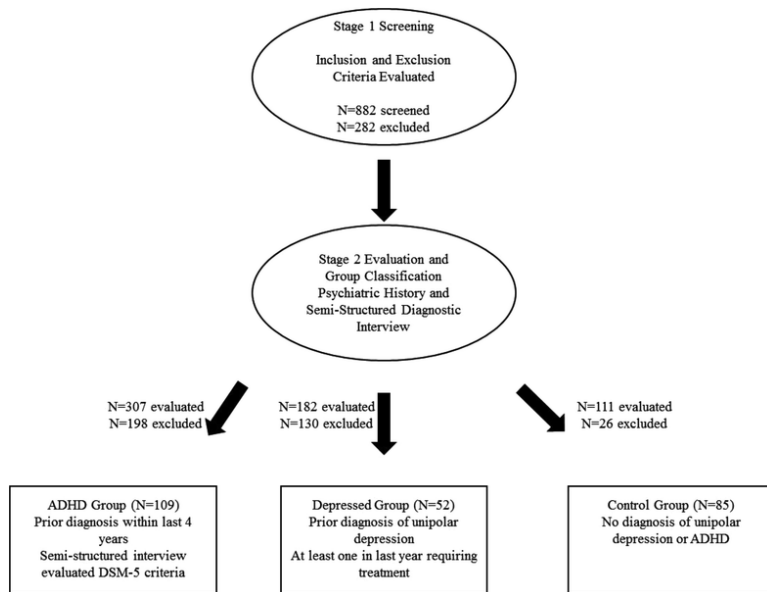 Stage 1 Screening
Inclusion and Exclusion
Criteria Evaluated
N=882 screened
N=282 excluded
Stage 2 Evaluation and
Group Classification
Psychiatric History and
Semi-Structured Diagnostic
Interview
N=307 evaluated
N=198 excluded
N=182 evaluated
N=130 excluded
N=111 evaluated
N=26 excluded
ADHD Group (N=109)
Prior diagnosis within last 4
years
Semi-structured interview
evaluated DSM-5 criteria
Depressed Group (N=52)
Prior diagnosis of unipolar
depression
At least one in last year requiring
treatment
Control Group (N=85)
No diagnosis of unipolar
depression or ADHD